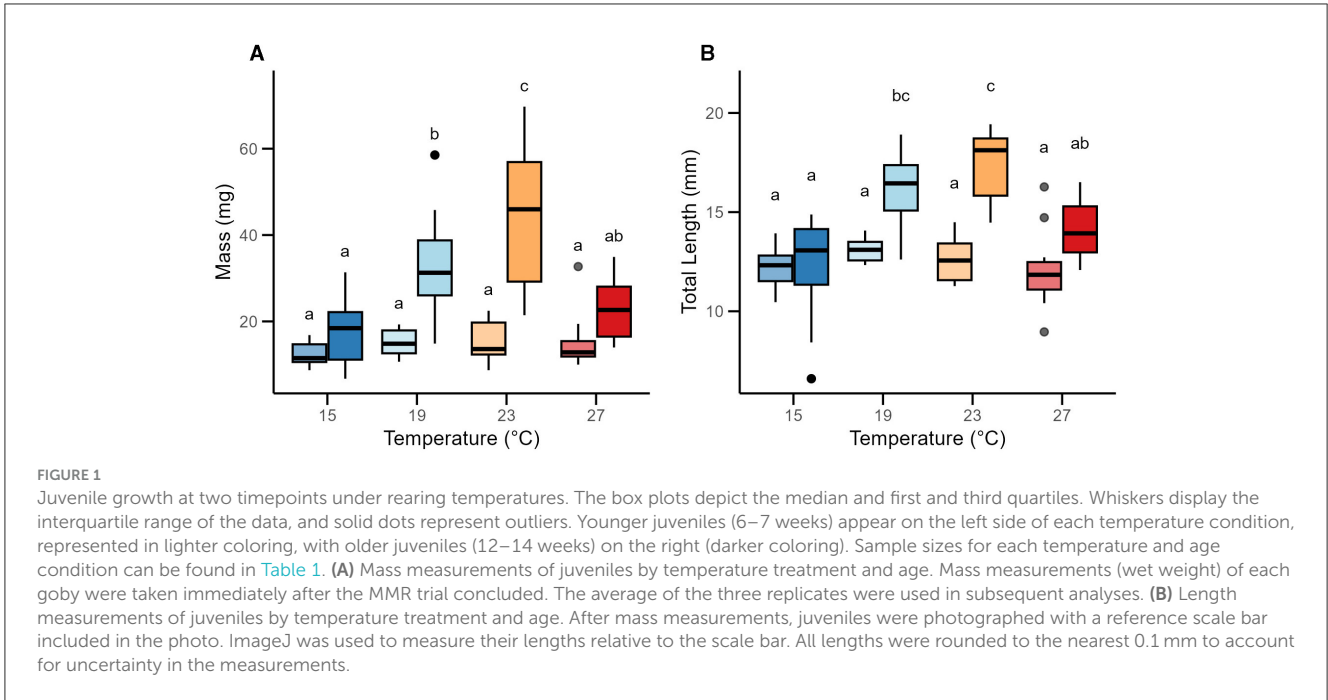 A
B
c
b
a
a
a
a
a
ab
60
40
20
Mass (mg)
15
19
23
27
Temperature (°C)
bc
c
a
a
a
a
a
ab
20
15
10
Total Length (mm)
15
19
23
27
Temperature (°C)
FIGURE 1
Juvenile growth at two timepoints under rearing temperatures. The box plots depict the median and first and third quartiles. Whiskers display the
interquartile range of the data, and solid dots represent outliers. Younger juveniles (6–7 weeks) appear on the left side of each temperature condition,
represented in lighter coloring, with older juveniles (12–14 weeks) on the right (darker coloring). Sample sizes for each temperature and age
condition can be found in Table 1. (A) Mass measurements of juveniles by temperature treatment and age. Mass measurements (wet weight) of each
goby were taken immediately after the MMR trial concluded. The average of the three replicates were used in subsequent analyses. (B) Length
measurements of juveniles by temperature treatment and age. After mass measurements, juveniles were photographed with a reference scale bar
included in the photo. ImageJ was used to measure their lengths relative to the scale bar. All lengths were rounded to the nearest 0.1 mm to account
for uncertainty in the measurements.